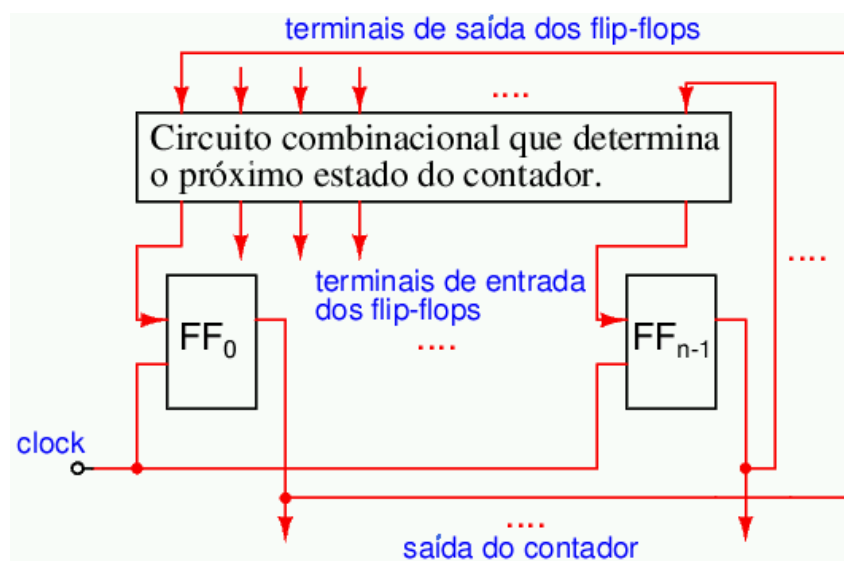 terminais de saída dos flip-flops
....
Circuito combinacional que determina
o próximo estado do contador.
....
terminais de entrada
dos flip-flops
....
FF0
FFn-1
clock
....
saída do contador